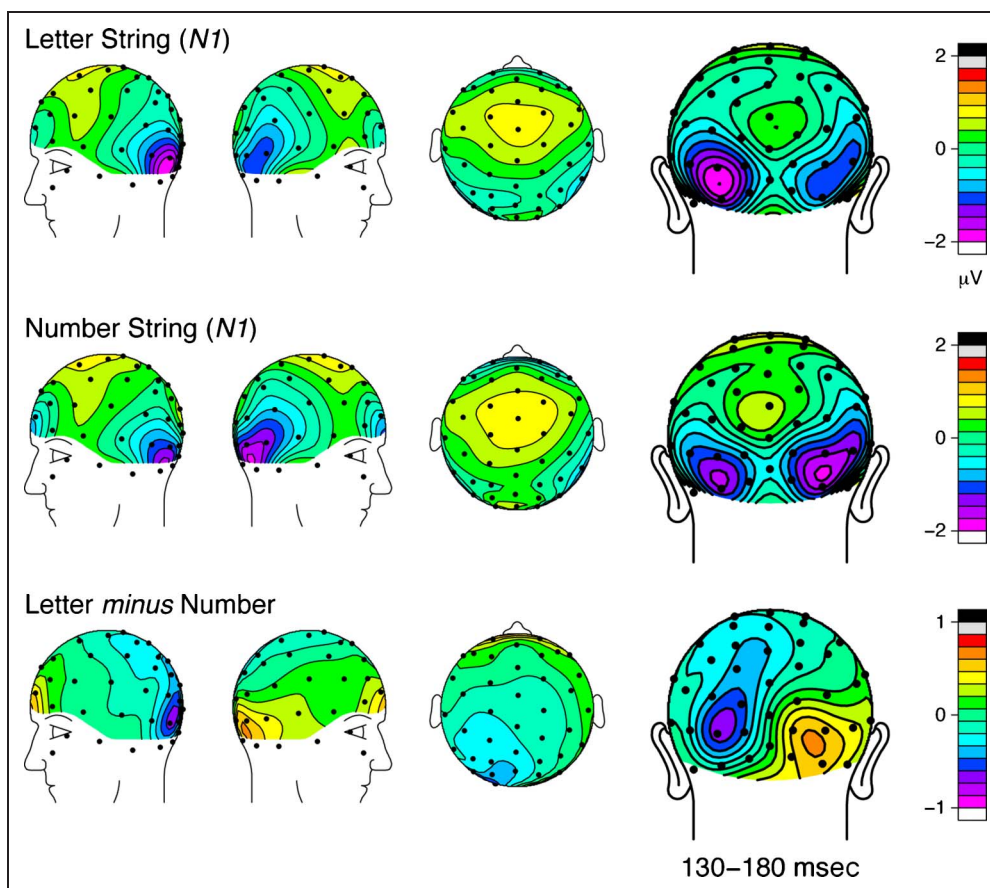 Letter String (N1)
2
0
−2
μV
Number String (N1)
2
0
−2
Letter minus Number
1
0
−1
130−180 msec